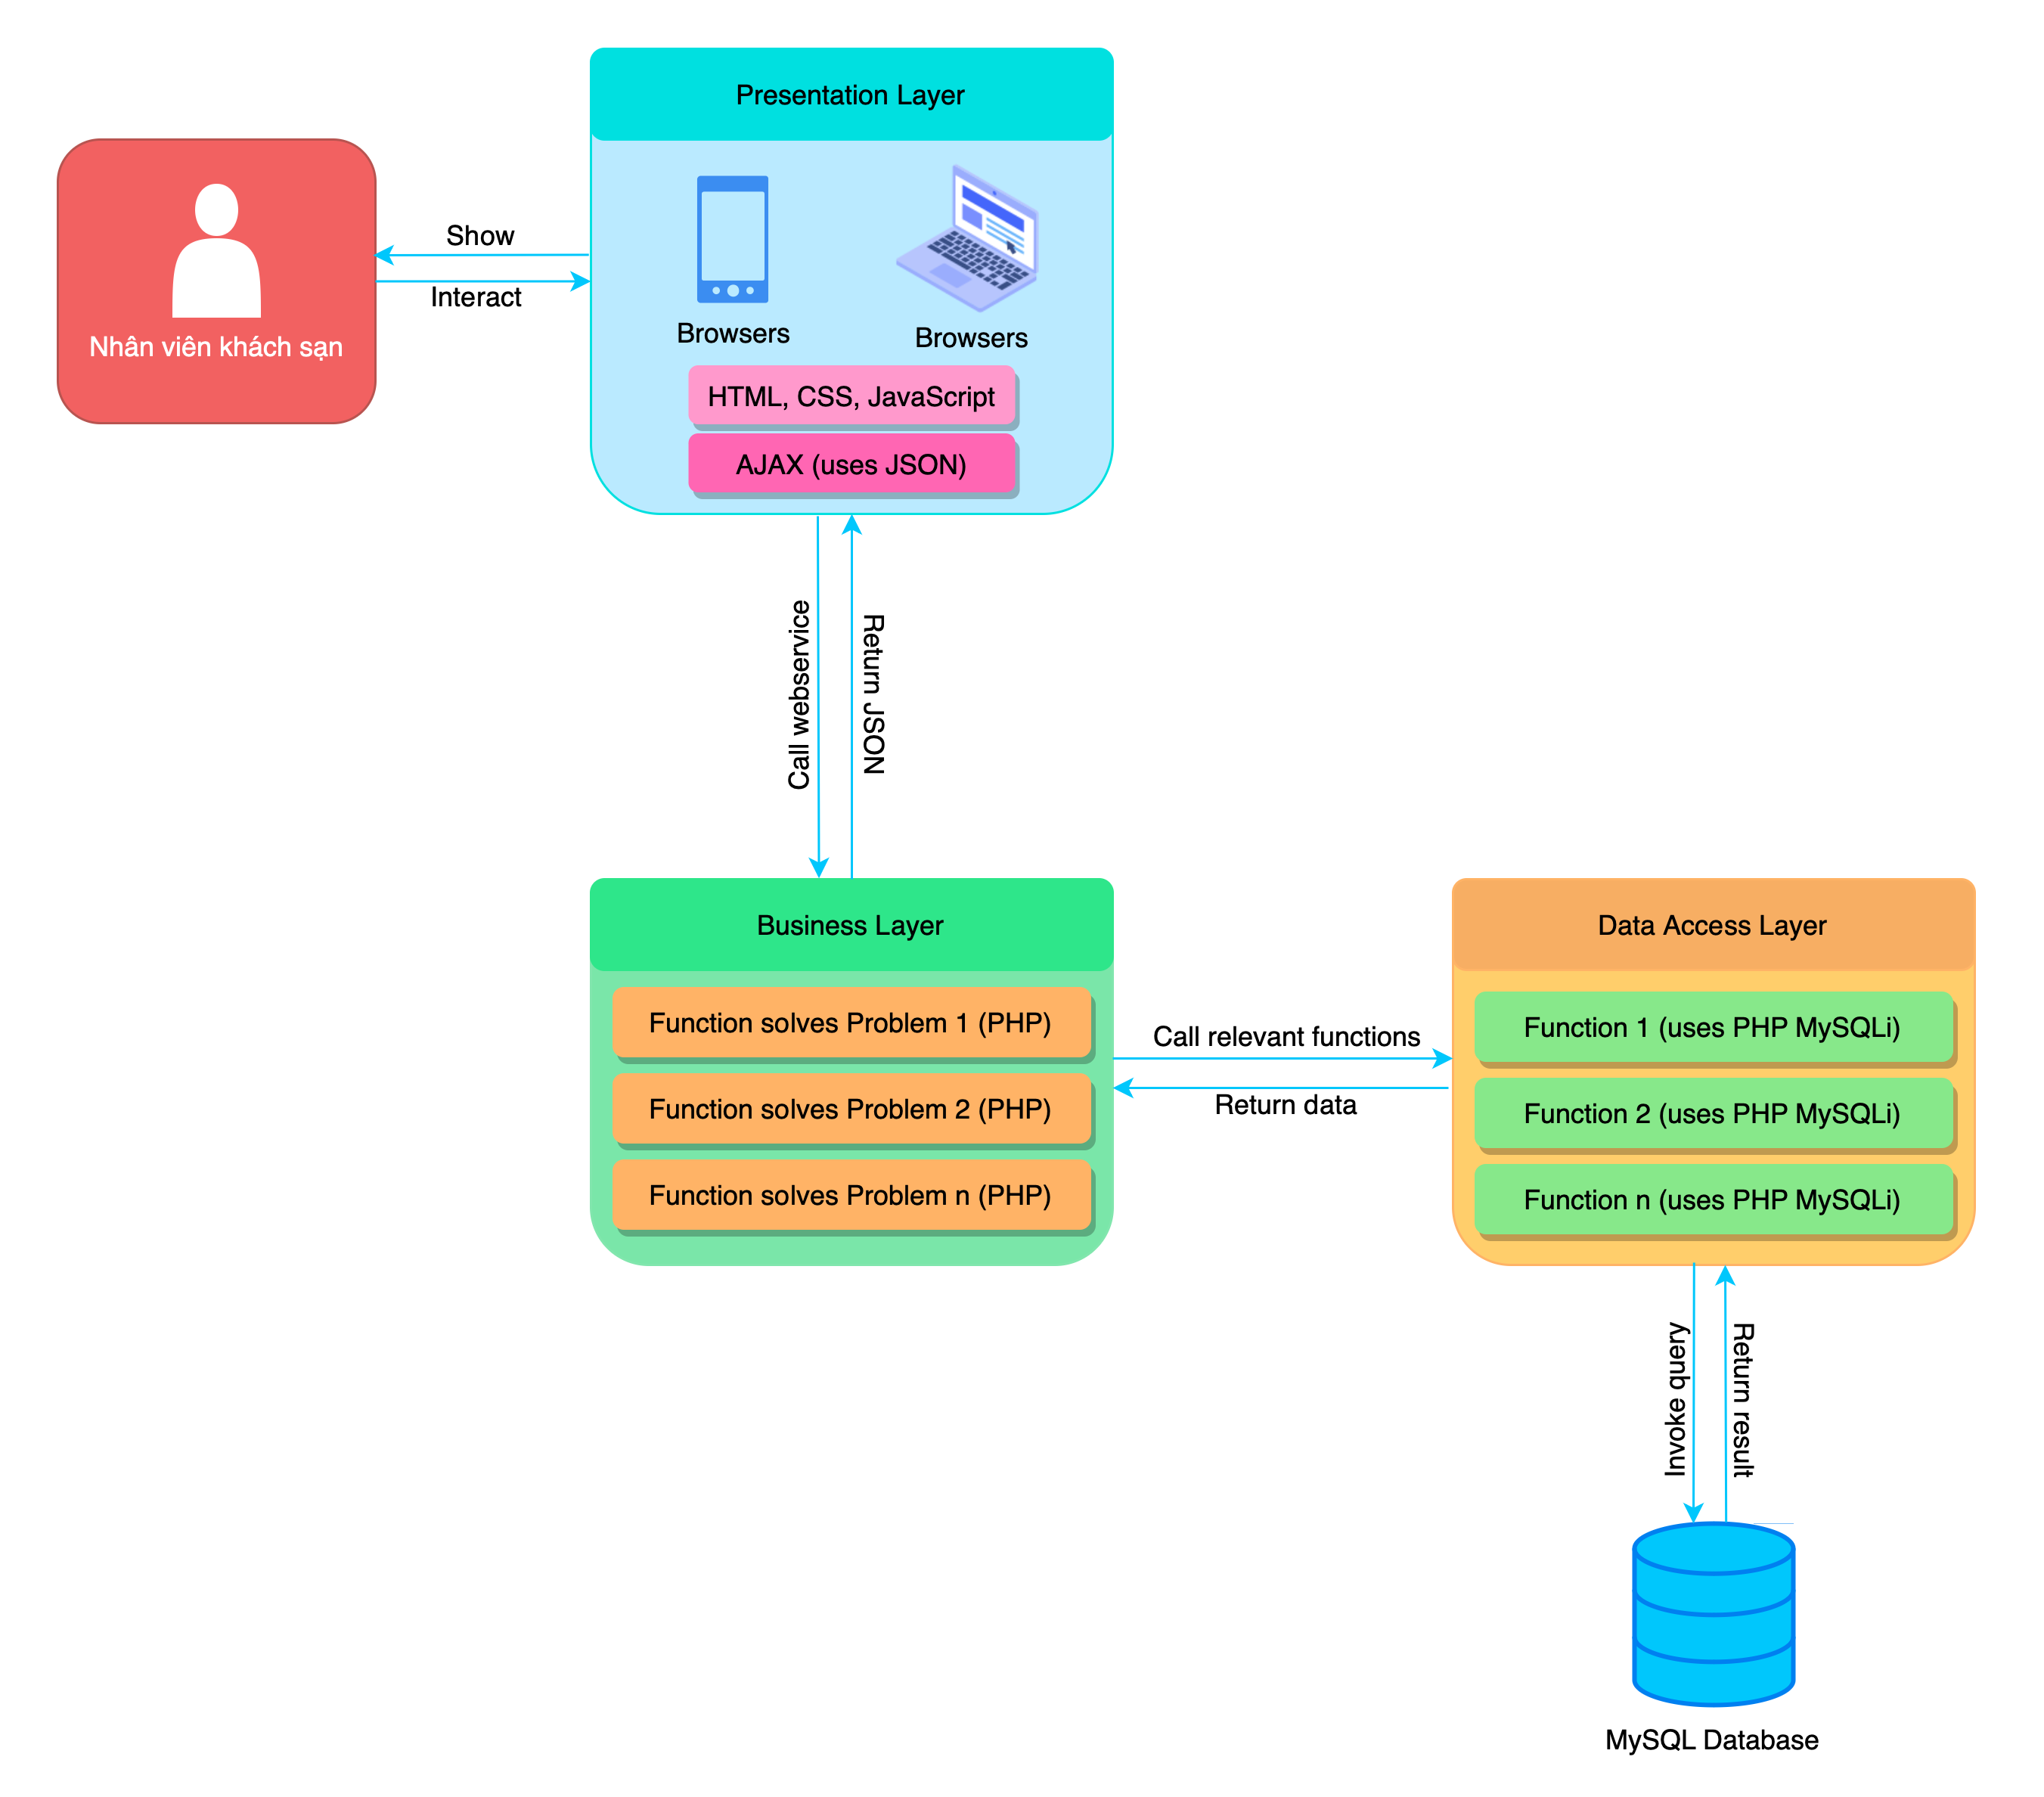 Presentation Layer
Nhân viên khách sạn
Show
Interact
Browsers
Browsers
HTML, CSS, JavaScript
AJAX (uses JSON)
Call webservice
Return JSON
Business Layer
Function solves Problem 1 (PHP)
Function solves Problem 2 (PHP)
Function solves Problem n (PHP)
Call relevant functions
Return data
Data Access Layer
Function 1 (uses PHP MySQLi)
Function 2 (uses PHP MySQLi)
Function n (uses PHP MySQLi)
Invoke query
Return result
MySQL Database